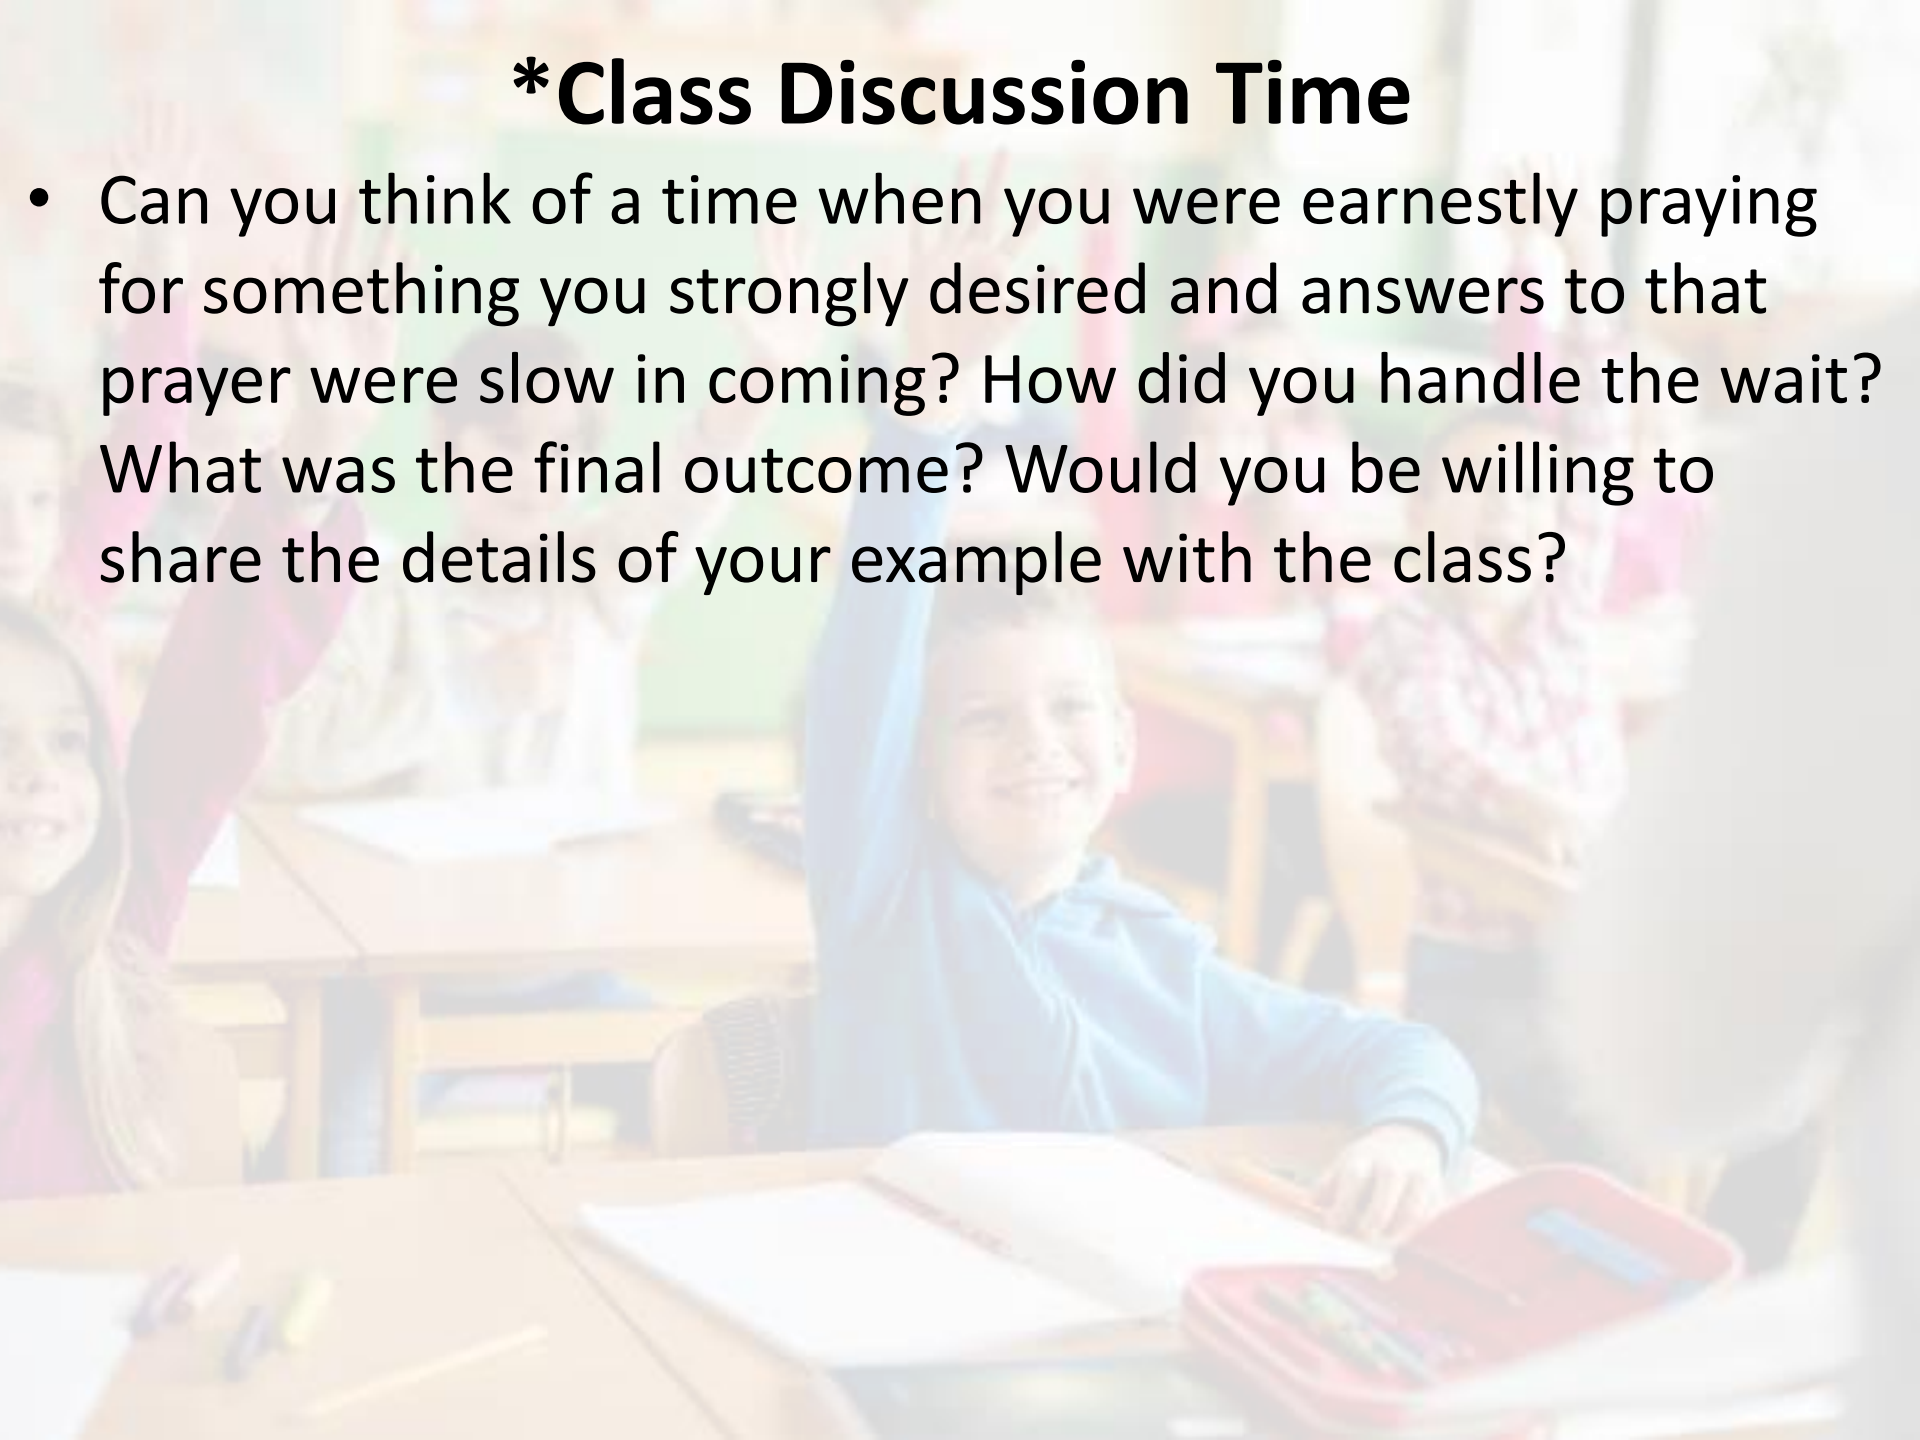 *Class Discussion Time
• Can you think of a time when you were earnestly praying
for something you strongly desired and answers to that
prayer were slow in coming? How did you handle the wait?
What was the final outcome? Would you be willing to
share the details of your example with the class?